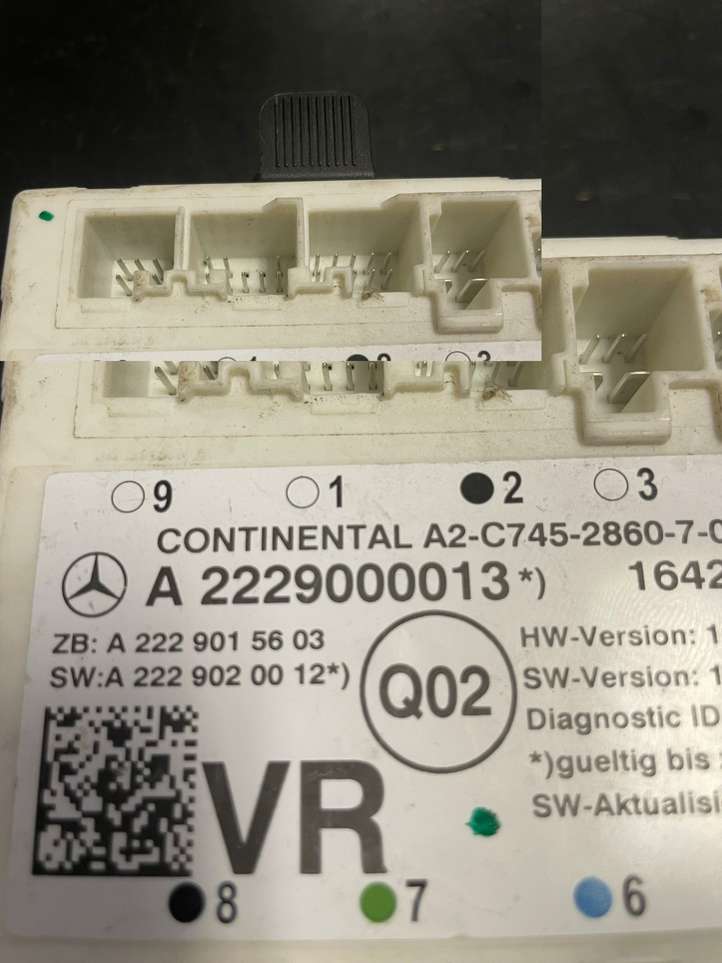 9 1 2 3
CONTINENTAL A2-C745-2860-7-0
A 2229000013*) 1642
ZB: A 222 901 56 03
SW:A 222 902 00 12*)
Q02
HW-Version: 1
SW-Version: 1
Diagnostic ID
*)gueltig bis
SW-Aktualisi
VR
8 7 6